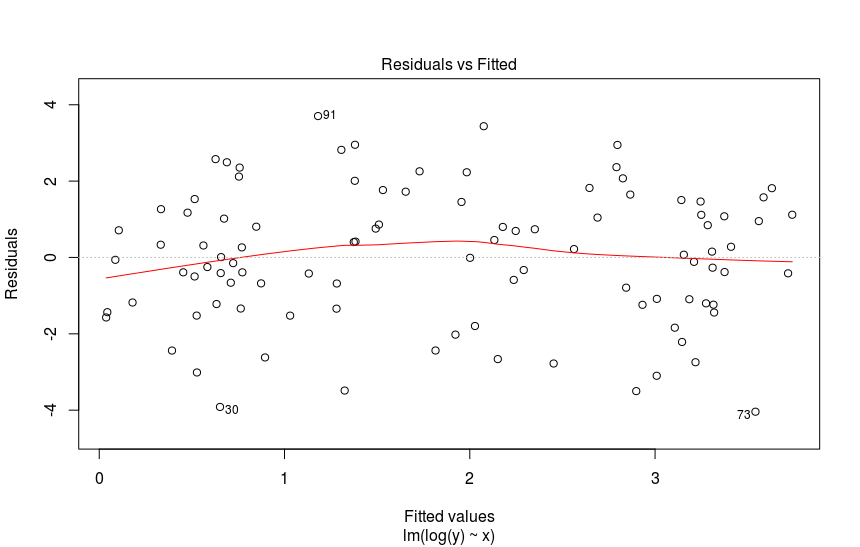 Residuals vs Fitted
Residuals
4
2
0
-2
-4
91
30
73
0 1 2 3
Fitted values
lm(log(y) ~ x)